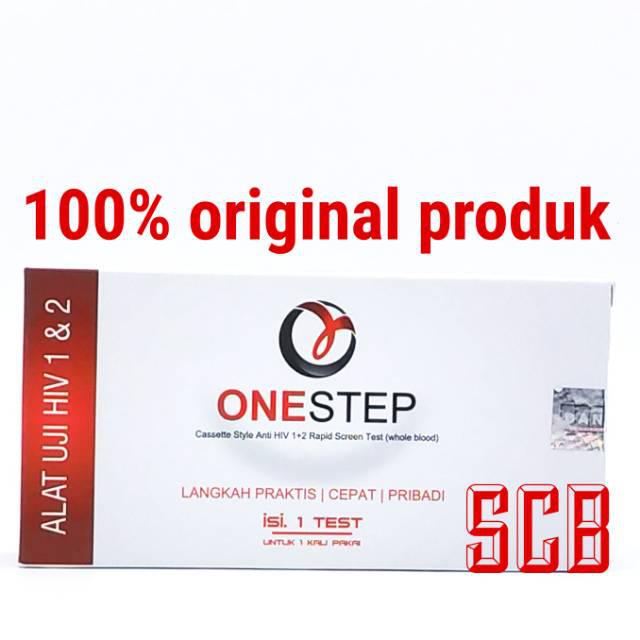 100% original produk
ALAT UJI HIV 1 & 2
ONESTEP
Cassette Style Anti HIV 1+2 Rapid Screen Test (whole blood)
LANGKAH PRAKTIS | CEPAT | PRIBADI
isi. 1 TEST
UNTUK 1 KALI PAKAI
SCB